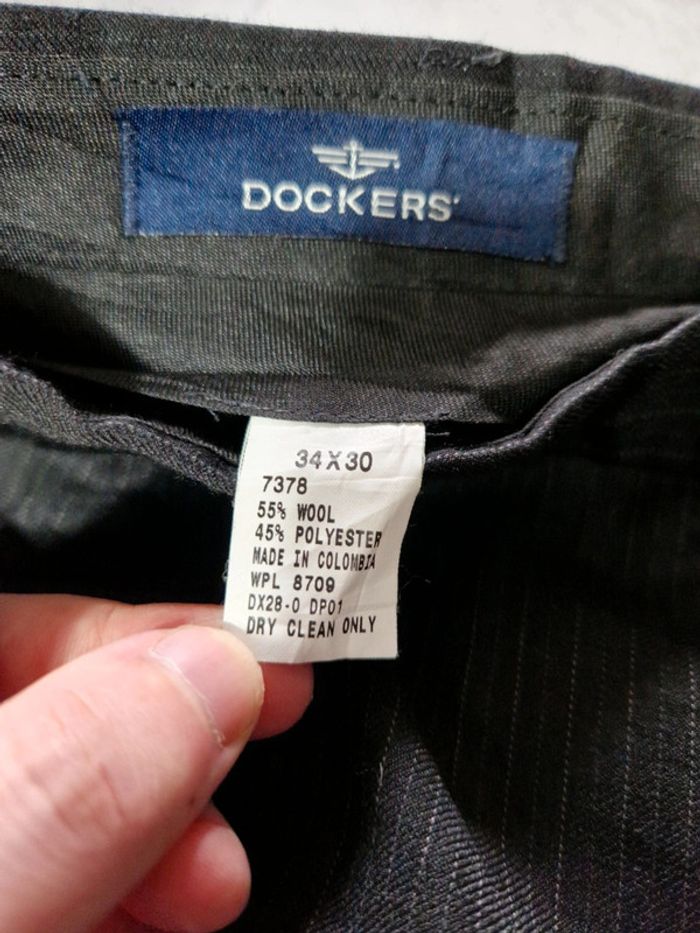 DOCKERS
34X30
7378
55% WOOL
45% POLYESTER
MADE IN COLOMBIA
WPL 8709
DX28-0 DP01
DRY CLEAN ONLY